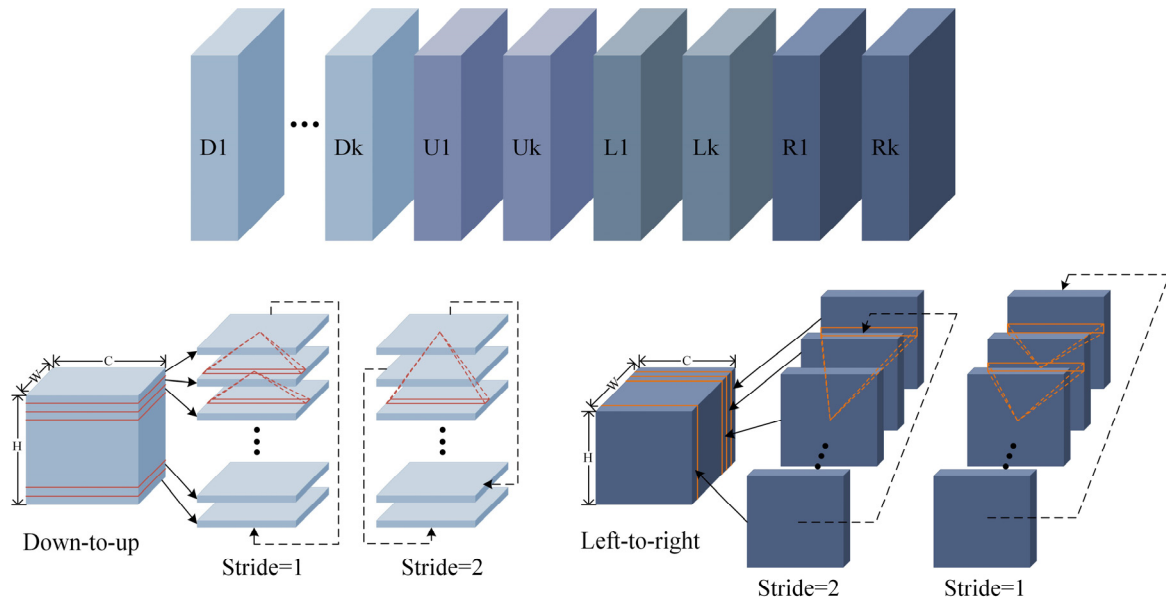 D1 ••• Dk U1 Uk L1 Lk R1 Rk
W C
H
Down-to-up
Stride=1
Stride=2
W C
H
Left-to-right
Stride=2
Stride=1